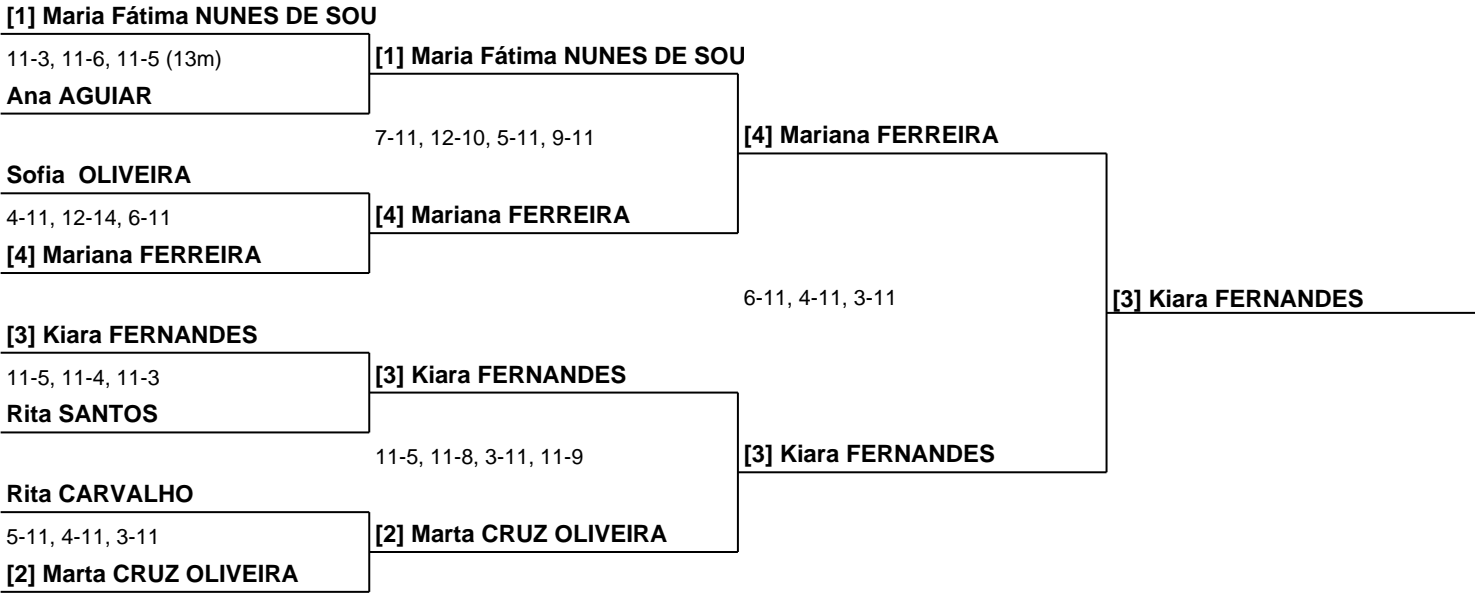 [1] Maria Fátima NUNES DE SOU
11-3, 11-6, 11-5 (13m)
[1] Maria Fátima NUNES DE SOU
Ana AGUIAR
7-11, 12-10, 5-11, 9-11
[4] Mariana FERREIRA
Sofia  OLIVEIRA
4-11, 12-14, 6-11
[4] Mariana FERREIRA
[4] Mariana FERREIRA
6-11, 4-11, 3-11
[3] Kiara FERNANDES
[3] Kiara FERNANDES
11-5, 11-4, 11-3
[3] Kiara FERNANDES
Rita SANTOS
11-5, 11-8, 3-11, 11-9
[3] Kiara FERNANDES
Rita CARVALHO
5-11, 4-11, 3-11
[2] Marta CRUZ OLIVEIRA
[2] Marta CRUZ OLIVEIRA